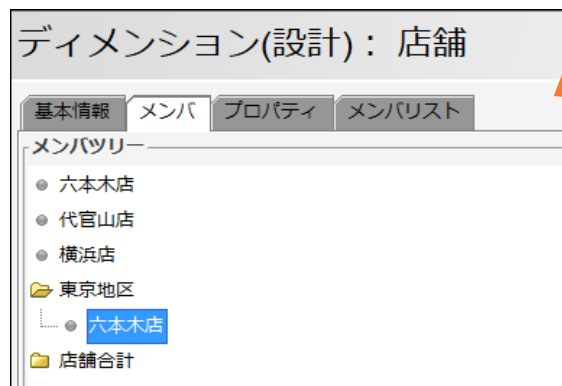 ディメンション(設計)： 店舗
基本情報 メンバ プロパティ メンバリスト
メンバツリー
六本木店
代官山店
横浜店
東京地区
六本木店
店舗合計